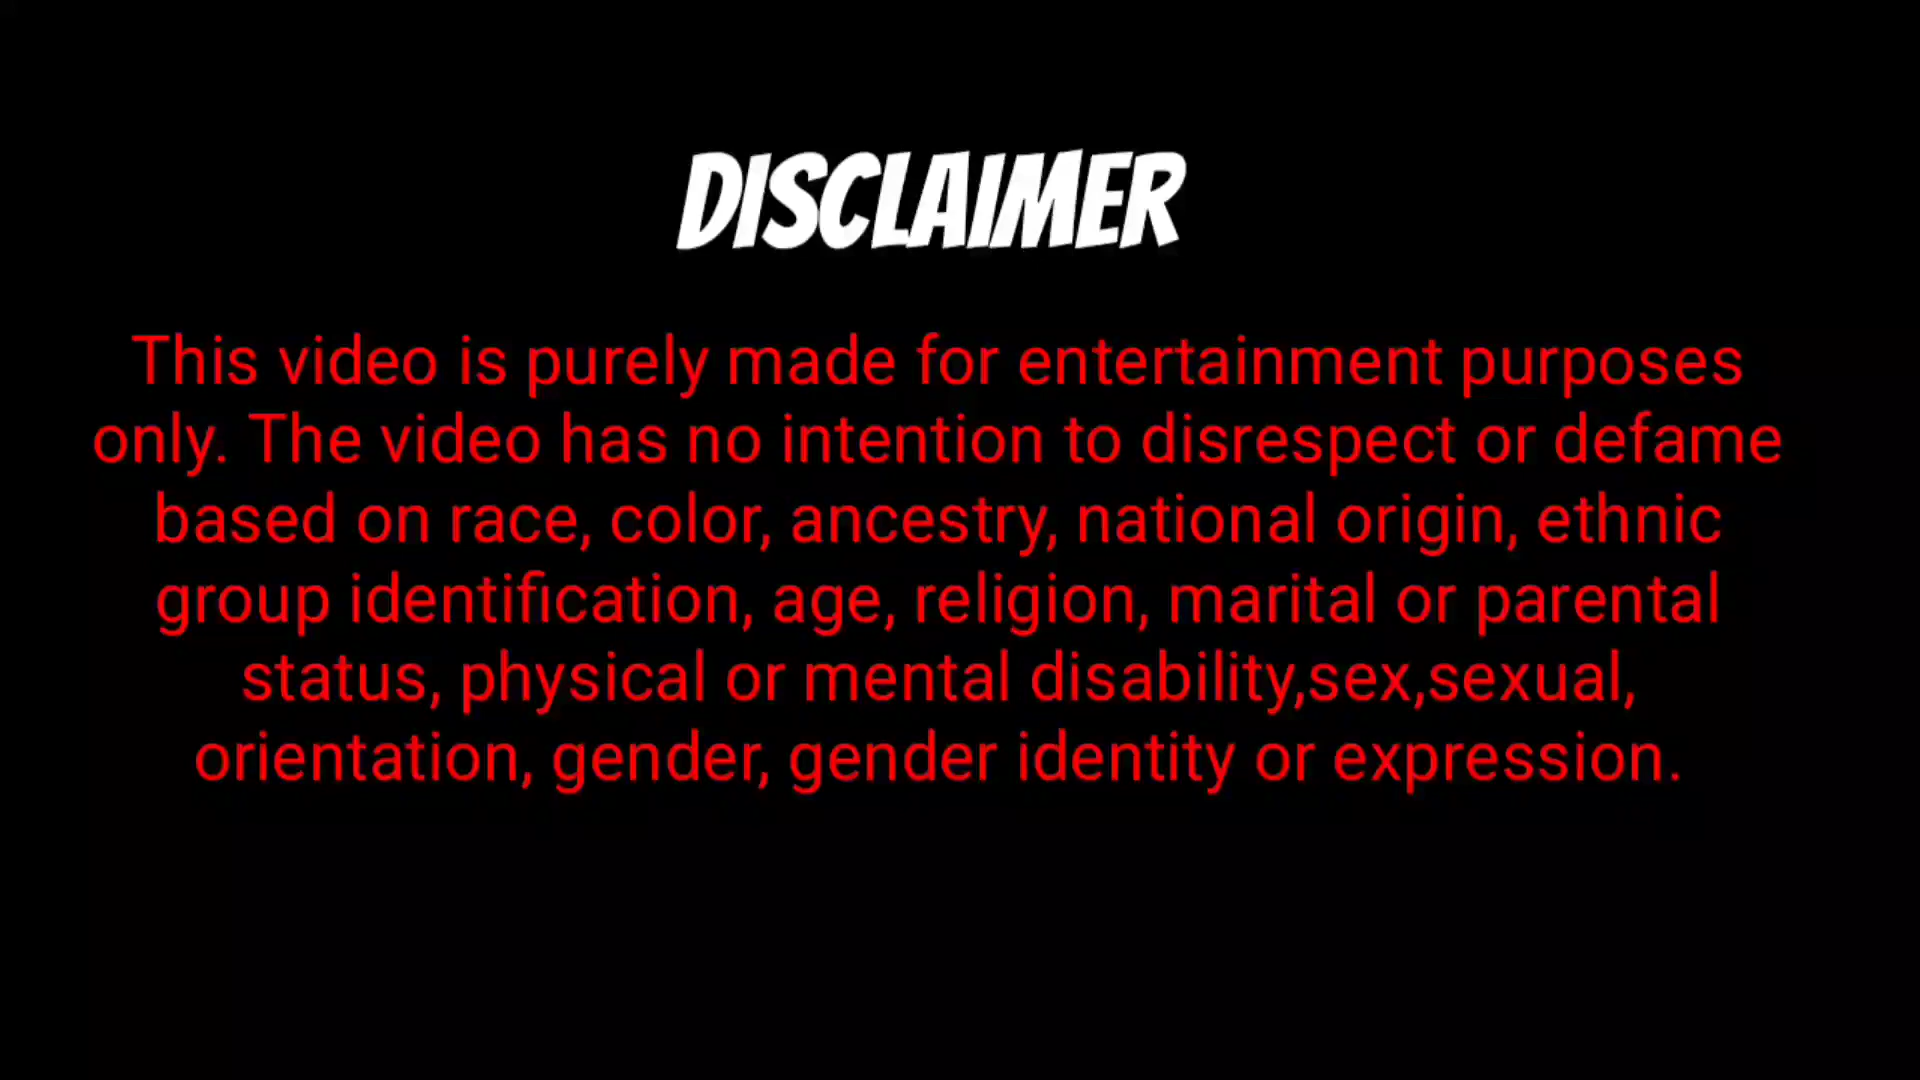 DISCLAIMER
This video is purely made for entertainment purposes
only. The video has no intention to disrespect or defame
based on race, color, ancestry, national origin, ethnic
group identification, age, religion, marital or parental
status, physical or mental disability,sex,sexual,
orientation, gender, gender identity or expression.